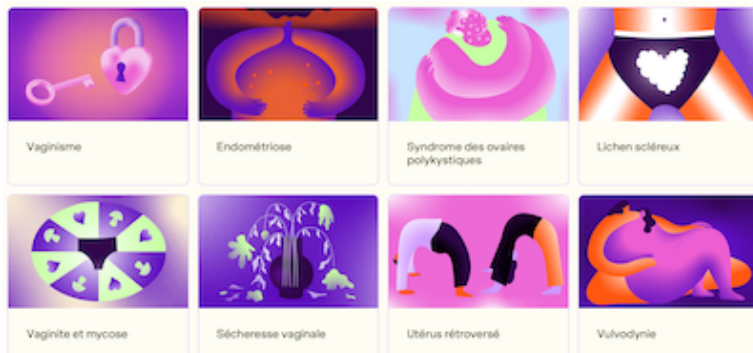 Vaginisme
Endométriose
Syndrome des ovaires
polykystiques
Lichen scléreux
Vaginite et mycose
Sécheresse vaginale
Utérus rétroversé
Vulvodynie